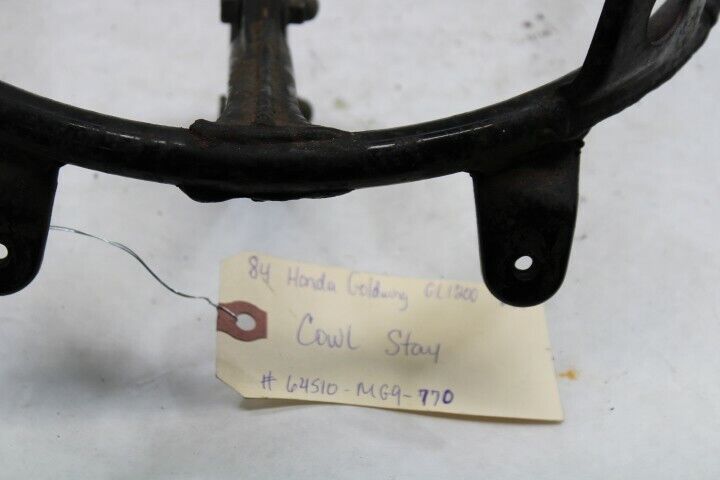 84 Honda Goldwing GL1200
Cowl Stay
# 64510-MG9-770